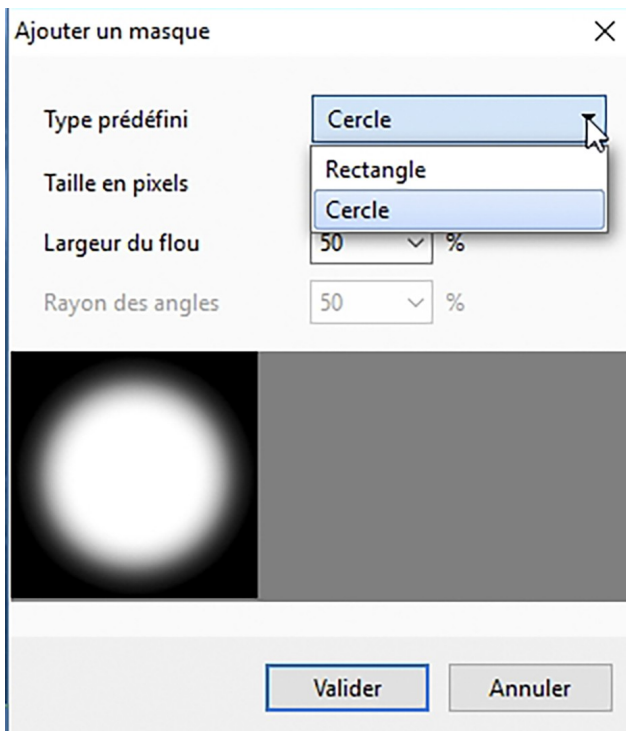 Ajouter un masque
Type prédéfini Cercle
Rectangle
Taille en pixels
Cercle
Largeur du flou 50 %
Rayon des angles 50 %
Valider Annuler